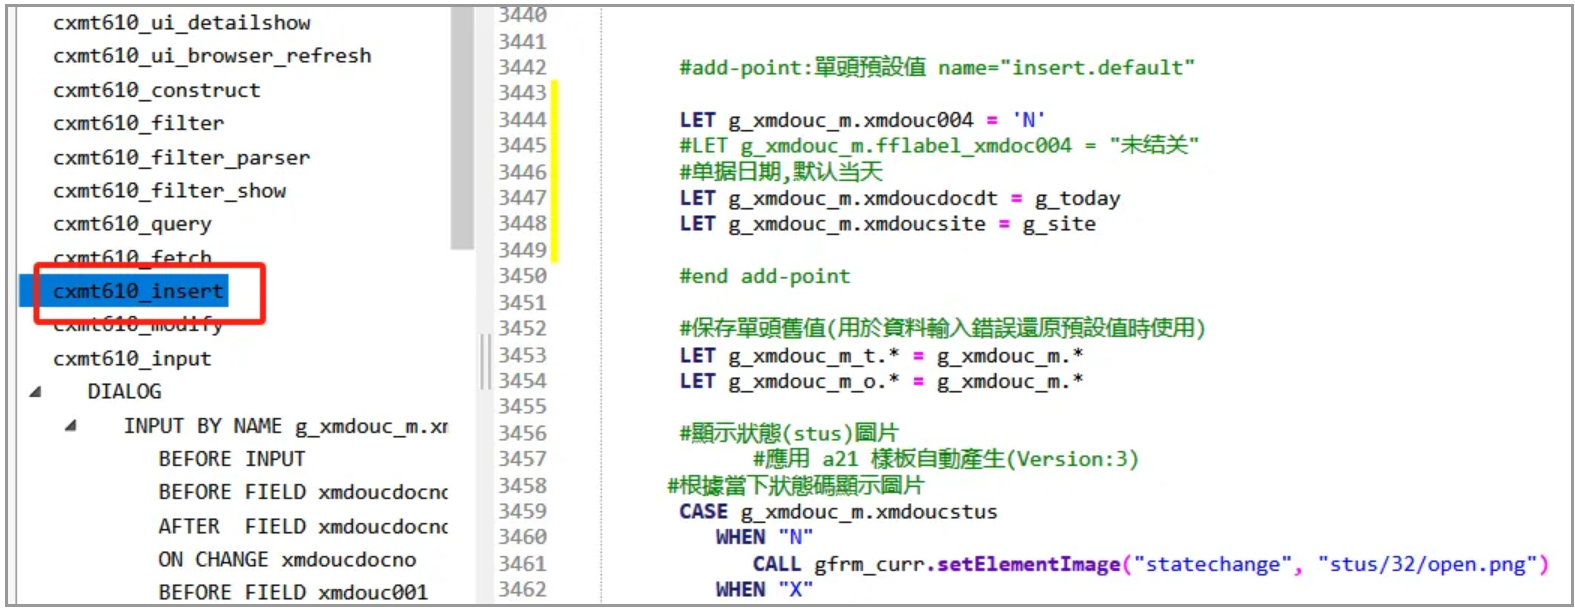 cxmt610_ui_detailshow
cxmt610_ui_browser_refresh
cxmt610_construct
cxmt610_filter
cxmt610_filter_parser
cxmt610_filter_show
cxmt610_query
cxmt610_fetch
cxmt610_insert
cxmt610_modify
cxmt610_input
DIALOG
INPUT BY NAME g_xmdouc_m.xm
BEFORE INPUT
BEFORE FIELD xmdoucdocno
AFTER  FIELD xmdoucdocno
ON CHANGE xmdoucdocno
BEFORE FIELD xmdouc001
3440
3441
3442 #add-point:單頭預設值 name="insert.default"
3443
3444 LET g_xmdouc_m.xmdouc004 = 'N'
3445 #LET g_xmdouc_m.fflabel_xmdoc004 = "未结关"
3446 #单据日期,默认当天
3447 LET g_xmdouc_m.xmdoucdocdt = g_today
3448 LET g_xmdouc_m.xmdoucsite = g_site
3449
3450 #end add-point
3451
3452 #保存單頭舊值(用於資料輸入錯誤還原預設值時使用)
3453 LET g_xmdouc_m_t.* = g_xmdouc_m.*
3454 LET g_xmdouc_m_o.* = g_xmdouc_m.*
3455
3456 #顯示狀態(stus)圖片
3457 #應用 a21 樣板自動產生(Version:3)
3458 #根據當下狀態碼顯示圖片
3459 CASE g_xmdouc_m.xmdoucstus
3460 WHEN "N"
3461 CALL gfrm_curr.setElementImage("statechange", "stus/32/open.png")
3462 WHEN "X"